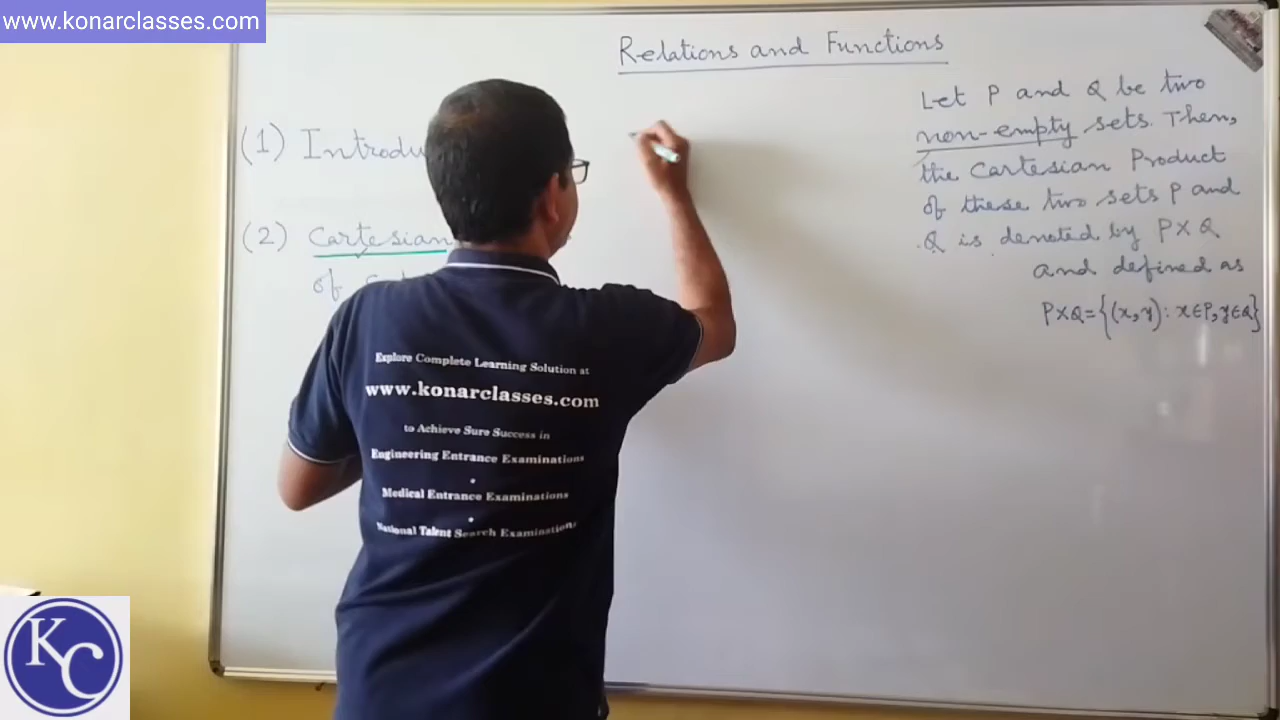 www.konarclasses.com
Relations and Functions
(1) Introdu
(2) Cartesian
of
Let P and Q be two
non-empty sets. Then,
the Cartesian Product
of these two sets P and
Q is denoted by P×Q
and defined as
P×Q={(x,y): x∈P,y∈Q}
Explore Complete Learning Solution at
www.konarclasses.com
to Achieve Sure Success in
Engineering Entrance Examinations
•
Medical Entrance Examinations
•
National Talent Search Examinations
KC